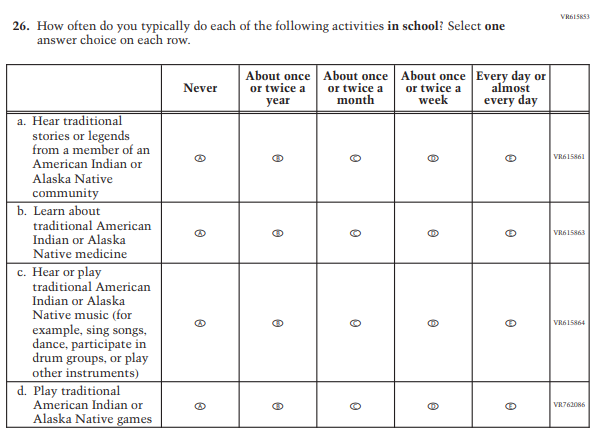 VR615853
26. How often do you typically do each of the following activities in school? Select one
answer choice on each row.
Never
About once
or twice a
year
About once
or twice a
month
About once
or twice a
week
Every day or
almost
every day
a. Hear traditional
stories or legends
from a member of an
American Indian or
Alaska Native
community
A B C D E VR615861
b. Learn about
traditional American
Indian or Alaska
Native medicine
A B C D E VR615863
c. Hear or play
traditional American
Indian or Alaska
Native music (for
example, sing songs,
dance, participate in
drum groups, or play
other instruments)
A B C D E VR615864
d. Play traditional
American Indian or
Alaska Native games
A B C D E VR762086